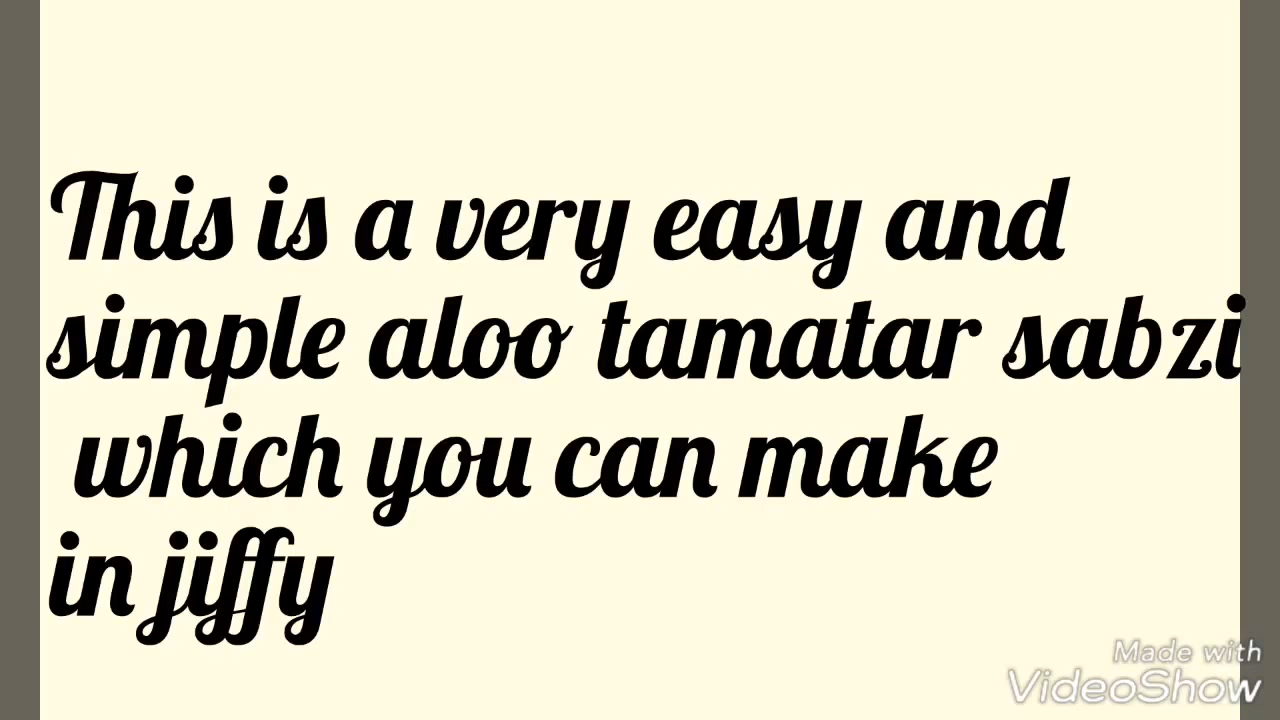 This is a very easy and
simple aloo tamatar sabzi
which you can make
in jiffy
Made with
VideoShow